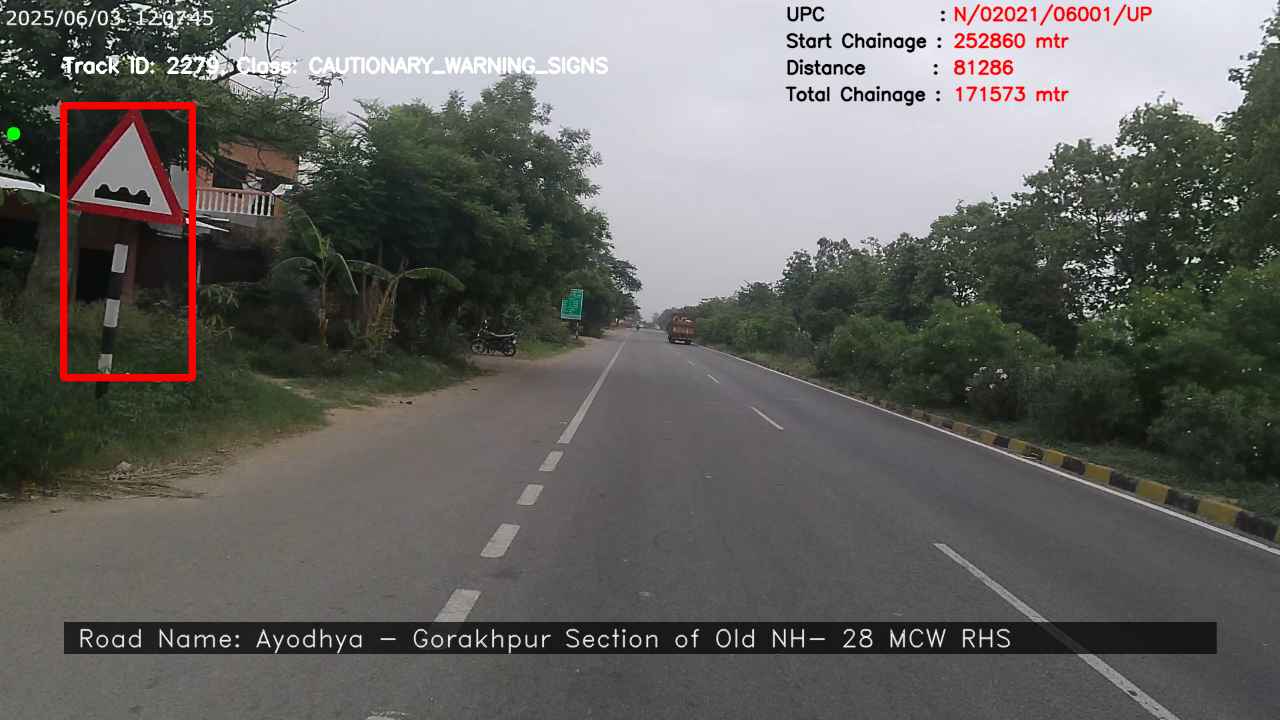 2025/06/03 12:07:45
UPC : N/02021/06001/UP
Start Chainage : 252860 mtr
Distance : 81286
Total Chainage : 171573 mtr
Track ID: 2279, Class: CAUTIONARY_WARNING_SIGNS
Road Name: Ayodhya - Gorakhpur Section of Old NH- 28 MCW RHS